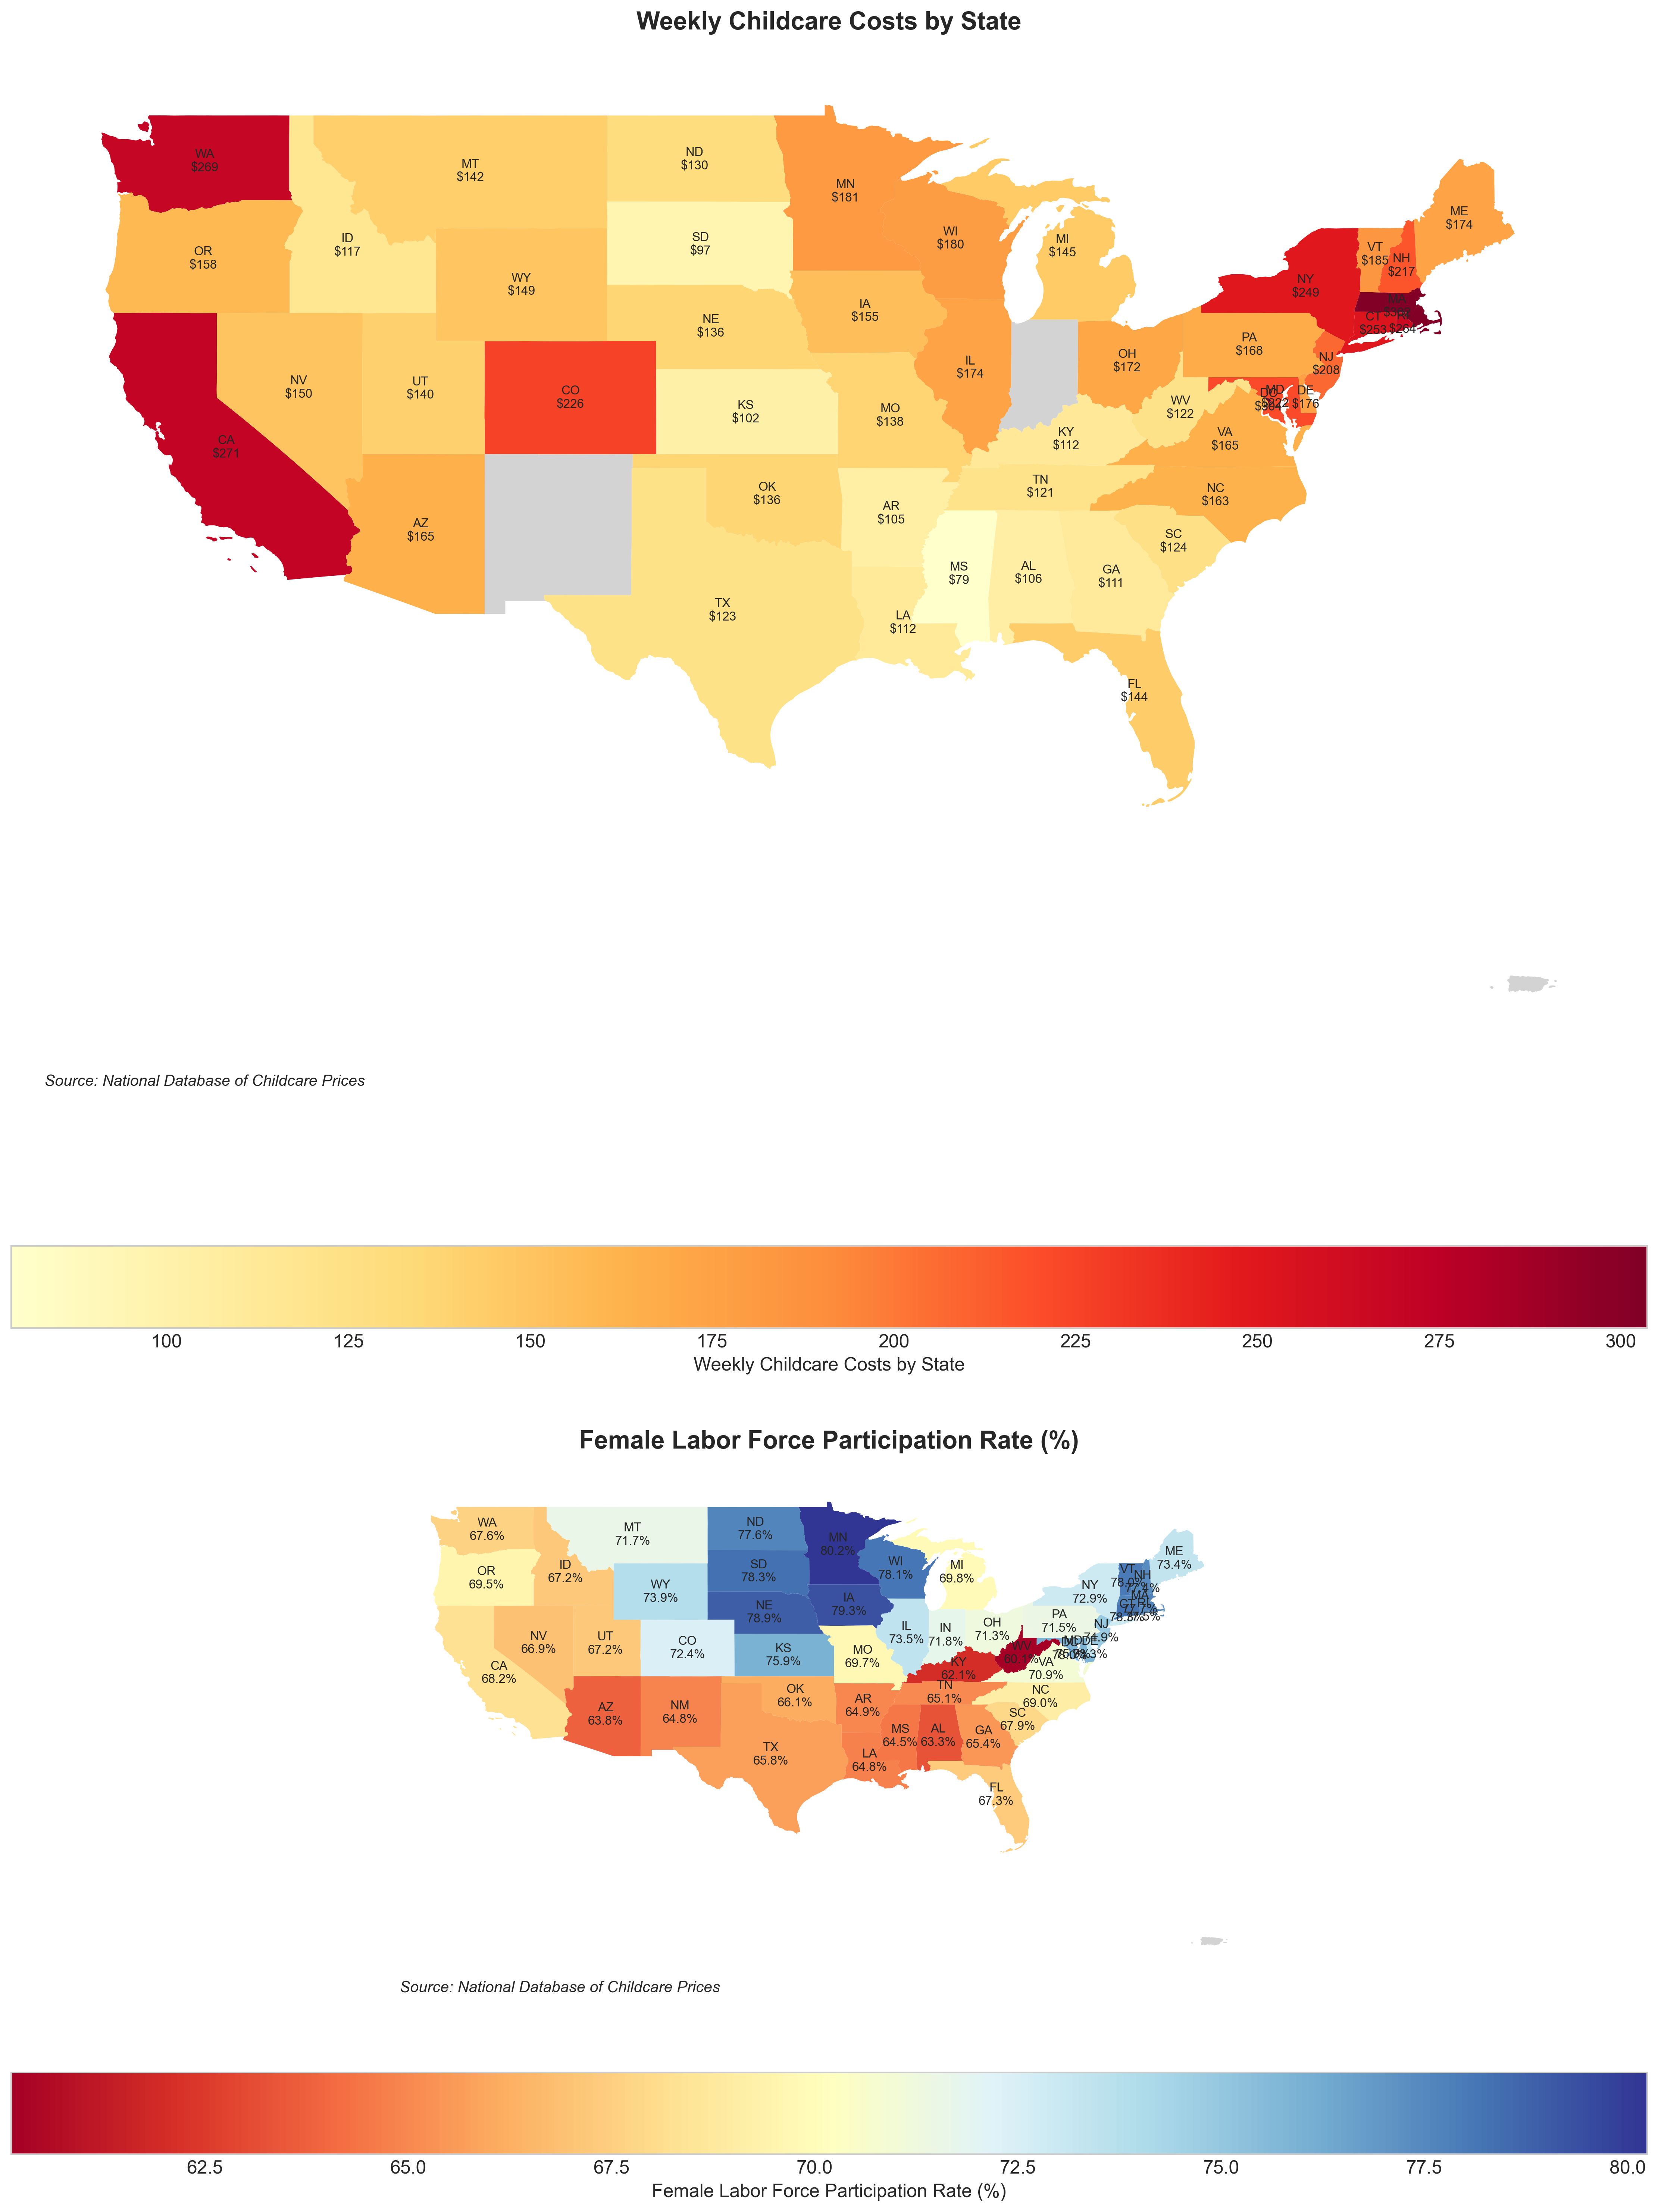 Weekly Childcare Costs by State
WA
$269
MT
$142
ND
$130
MN
$181
ID
$117
OR
$158
SD
$97
WI
$180
MI
$145
ME
$174
VT
$185
NH
$217
WY
$149
NY
$249
MA
IA
$155
NE
$136
CT
$253
RI
PA
$168
OH
$172
IL
$174
NJ
$208
NV
$150
UT
$140
CO
$226
KS
$102
MO
$138
WV
$122
MD
$222
DC
DE
$176
CA
$271
KY
$112
VA
$165
AZ
$165
OK
$136
AR
$105
TN
$121
NC
$163
SC
$124
MS
$79
AL
$106
GA
$111
TX
$123
LA
$112
FL
$144
Source: National Database of Childcare Prices
100 125 150 175 200 225 250 275 300
Weekly Childcare Costs by State
Female Labor Force Participation Rate (%)
WA
67.6%
MT
71.7%
ND
77.6%
MN
80.2%
OR
69.5%
ID
67.2%
SD
78.3%
WI
78.1%
MI
69.8%
ME
73.4%
VT
78.0%
NH
77.4%
WY
73.9%
NY
72.9%
MA
77.7%
CT
RI
NE
78.9%
IA
79.3%
PA
71.5%
NJ
74.9%
NV
66.9%
UT
67.2%
CO
72.4%
KS
75.9%
MO
69.7%
IL
73.5%
IN
71.8%
OH
71.3%
WV
60.1%
MD
DC
DE
CA
68.2%
KY
62.1%
VA
70.9%
AZ
63.8%
NM
64.8%
OK
66.1%
AR
64.9%
TN
65.1%
NC
69.0%
SC
67.9%
MS
64.5%
AL
63.3%
GA
65.4%
TX
65.8%
LA
64.8%
FL
67.3%
Source: National Database of Childcare Prices
62.5 65.0 67.5 70.0 72.5 75.0 77.5 80.0
Female Labor Force Participation Rate (%)